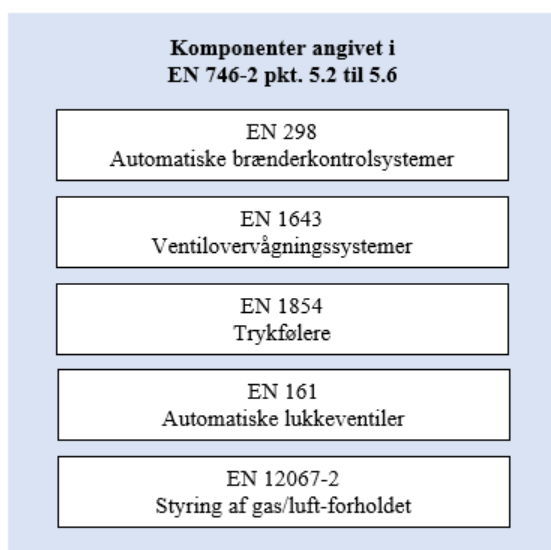 Komponenter angivet i
EN 746-2 pkt. 5.2 til 5.6
EN 298
Automatiske brænderkontrolsystemer
EN 1643
Ventilovervågningssystemer
EN 1854
Trykfølere
EN 161
Automatiske lukkeventiler
EN 12067-2
Styring af gas/luft-forholdet